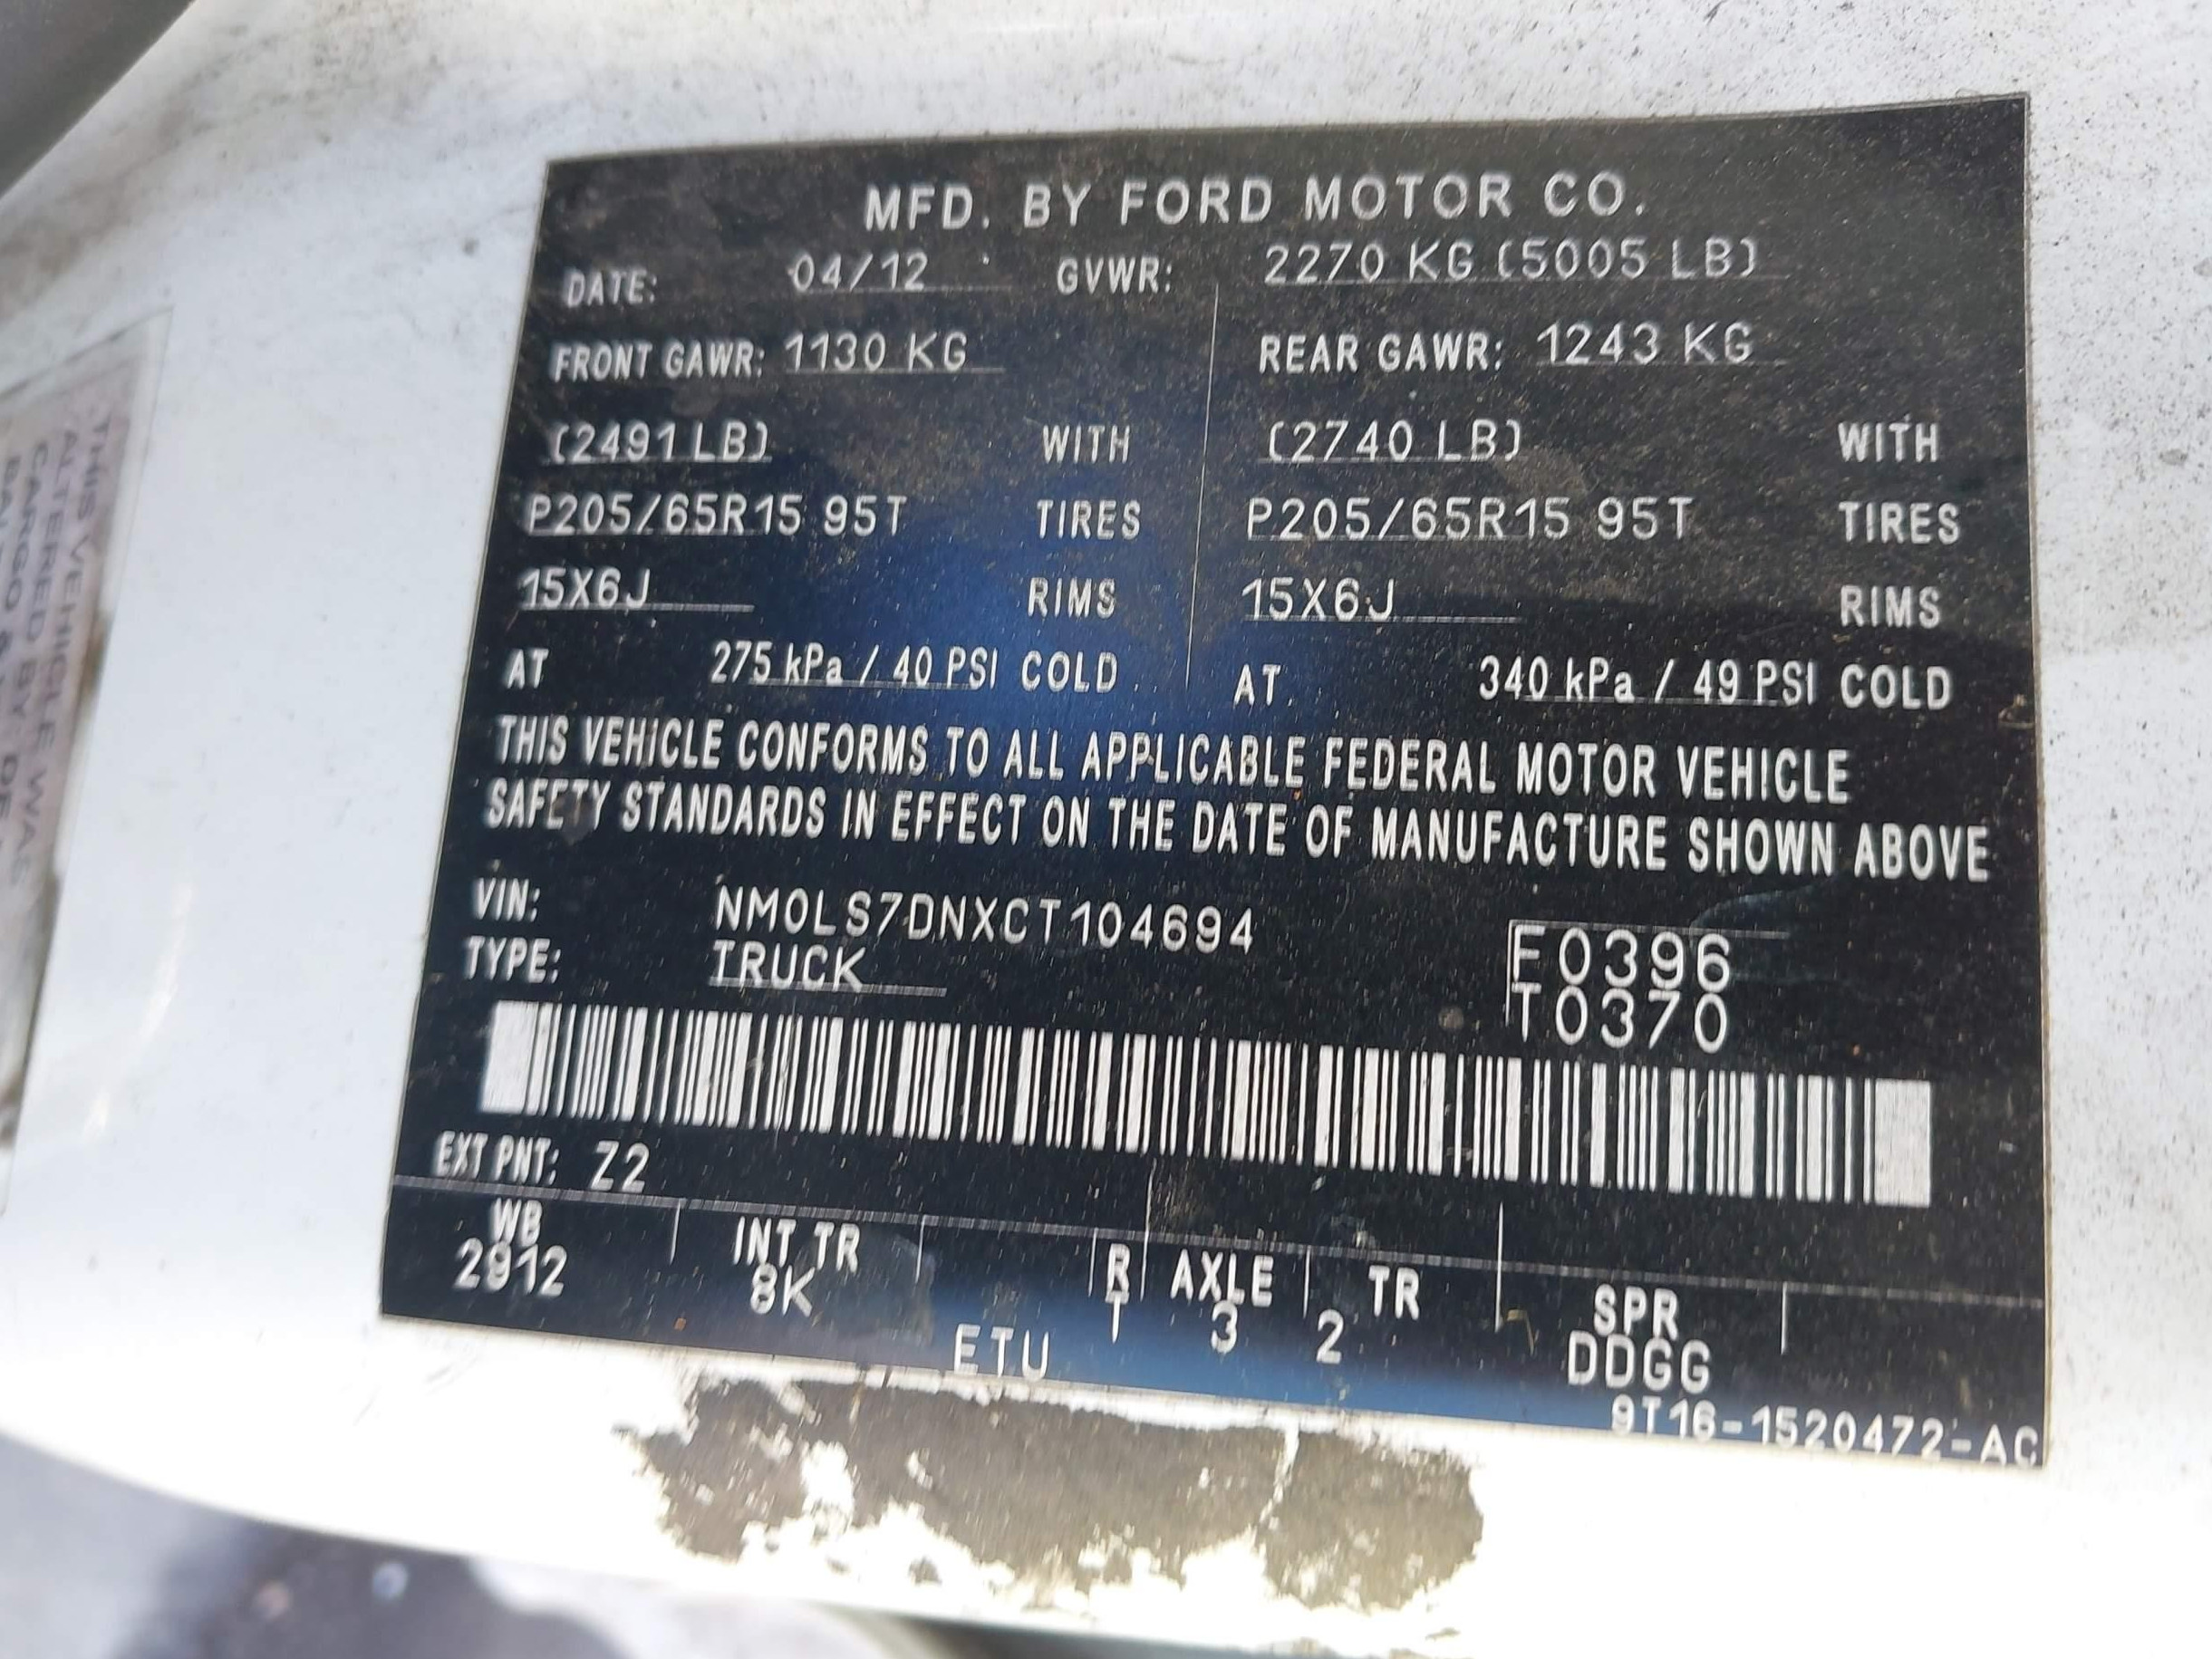 MFD. BY FORD MOTOR CO.
DATE: 04/12 GVWR: 2270 KG (5005 LB)
FRONT GAWR: 1130 KG REAR GAWR: 1243 KG
(2491 LB) WITH (2740 LB) WITH
P205/65R15 95T TIRES P205/65R15 95T TIRES
15X6J RIMS 15X6J RIMS
AT 275 kPa / 40 PSI COLD AT 340 kPa / 49 PSI COLD
THIS VEHICLE CONFORMS TO ALL APPLICABLE FEDERAL MOTOR VEHICLE
SAFETY STANDARDS IN EFFECT ON THE DATE OF MANUFACTURE SHOWN ABOVE
VIN: NM0LS7DNXCT104694
TYPE: TRUCK
F0396
T0370
EXT PNT: Z2
WB INT TR R AXLE TR SPR
2912 8K ETU T 3 2 DDGG
9T16-1520472-AC
THIS VEHICLE WAS
ALTERED BY
CARGO